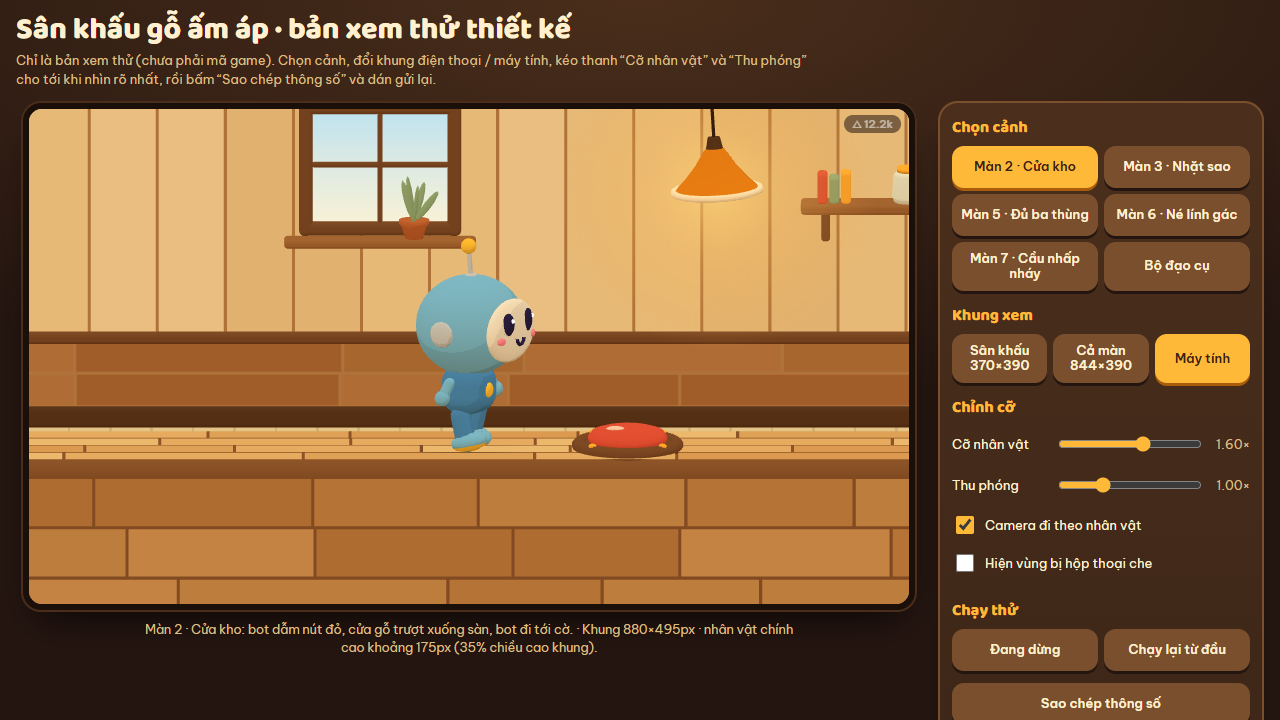 Sân khấu gỗ ấm áp · bản xem thử thiết kế
Chỉ là bản xem thử (chưa phải mã game). Chọn cảnh, đổi khung điện thoại / máy tính, kéo thanh “Cỡ nhân vật” và “Thu phóng”
cho tới khi nhìn rõ nhất, rồi bấm “Sao chép thông số” và dán gửi lại.
△ 12.2k
Màn 2 · Cửa kho: bot dẫm nút đỏ, cửa gỗ trượt xuống sàn, bot đi tới cờ. · Khung 880×495px · nhân vật chính
cao khoảng 175px (35% chiều cao khung).
Chọn cảnh
Màn 2 · Cửa kho
Màn 3 · Nhặt sao
Màn 5 · Đủ ba thùng
Màn 6 · Né lính gác
Màn 7 · Cầu nhấp
nháy
Bộ đạo cụ
Khung xem
Sân khấu
370×390
Cả màn
844×390
Máy tính
Chỉnh cỡ
Cỡ nhân vật
1.60×
Thu phóng
1.00×
Camera đi theo nhân vật
Hiện vùng bị hộp thoại che
Chạy thử
Đang dừng
Chạy lại từ đầu
Sao chép thông số